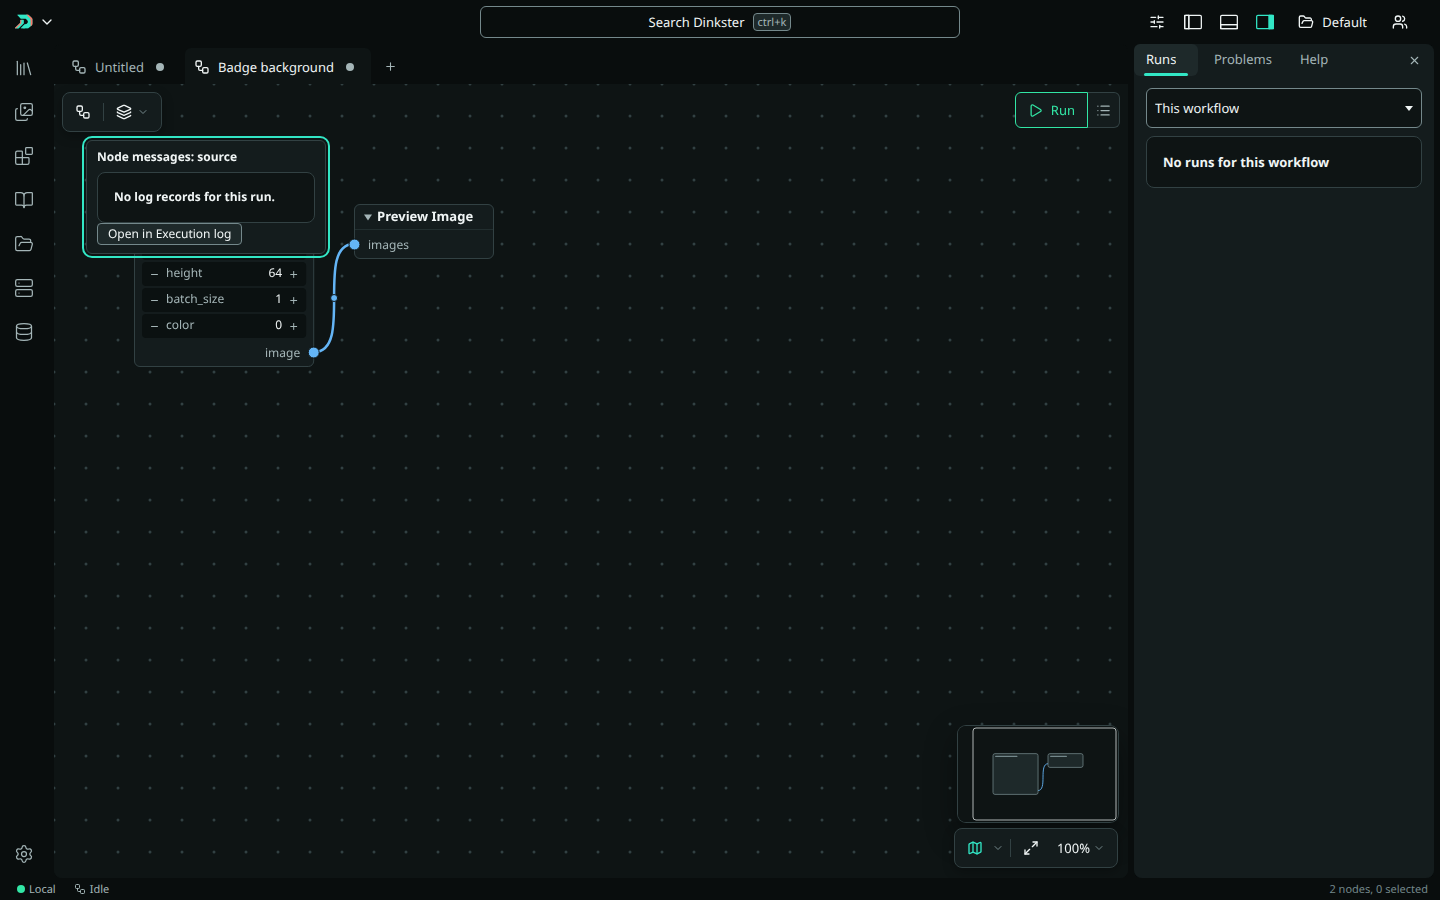 Search Dinkster ctrl+k
Default
Untitled
Badge background
Runs
Problems
Help
Run
This workflow
No runs for this workflow
Node messages: source
No log records for this run.
Open in Execution log
Preview Image
images
height 64
batch_size 1
color 0
image
100%
Local
Idle
2 nodes, 0 selected